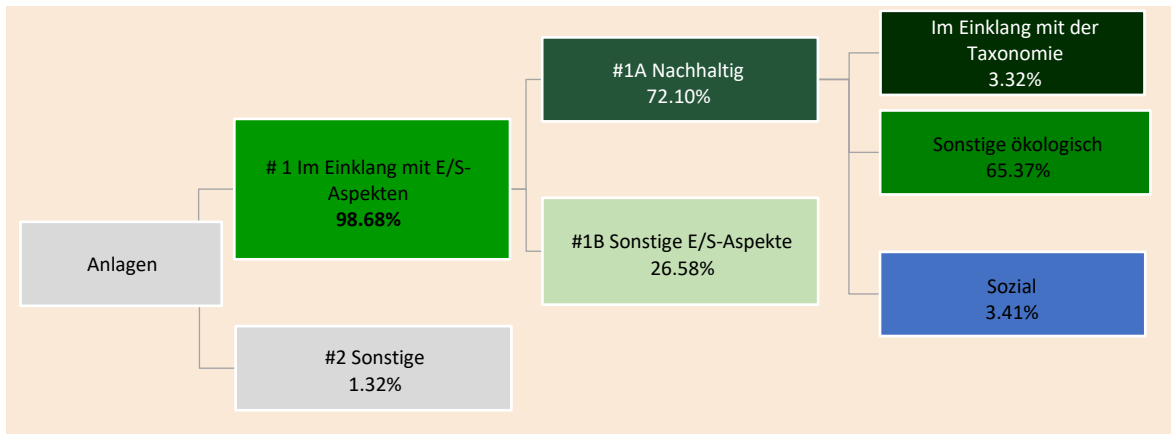 Anlagen
# 1 Im Einklang mit E/S-
Aspekten
98.68%
#2 Sonstige
1.32%
#1A Nachhaltig
72.10%
#1B Sonstige E/S-Aspekte
26.58%
Im Einklang mit der
Taxonomie
3.32%
Sonstige ökologisch
65.37%
Sozial
3.41%